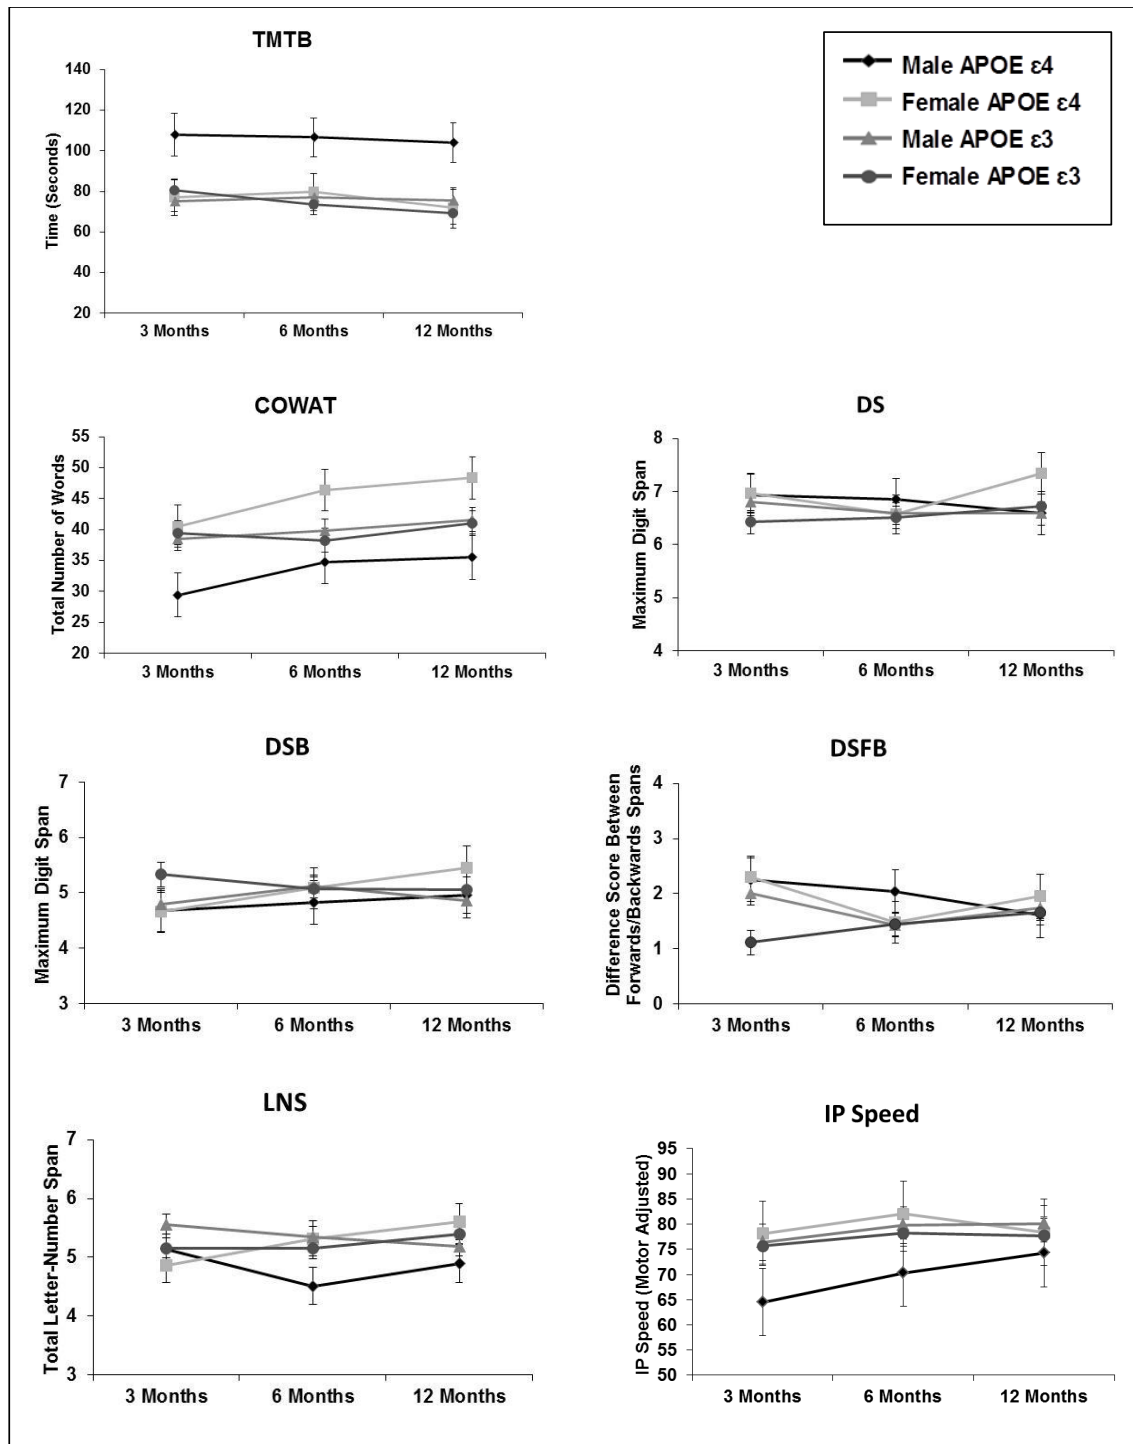 TMTB
140
120
100
80
60
40
20
Time (Seconds)
3 Months 6 Months 12 Months
Male APOE ε4
Female APOE ε4
Male APOE ε3
Female APOE ε3
COWAT
55
50
45
40
35
30
25
20
Total Number of Words
3 Months 6 Months 12 Months
DS
8
7
6
5
4
Maximum Digit Span
3 Months 6 Months 12 Months
DSB
7
6
5
4
3
Maximum Digit Span
3 Months 6 Months 12 Months
DSFB
4
3
2
1
0
Difference Score Between
Forwards/Backwards Spans
3 Months 6 Months 12 Months
LNS
7
6
5
4
3
Total Letter-Number Span
3 Months 6 Months 12 Months
IP Speed
95
90
85
80
75
70
65
60
55
50
IP Speed (Motor Adjusted)
3 Months 6 Months 12 Months